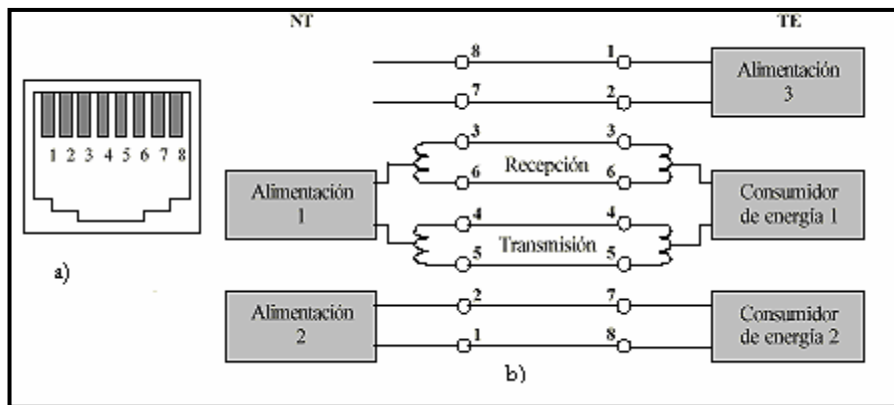 NT
TE
1 2 3 4 5 6 7 8
a)
8
1
7
2
Alimentación
3
3
3
Recepción
6
6
Alimentación
1
Consumidor
de energía 1
4
4
Transmisión
5
5
Alimentación
2
2
7
Consumidor
de energía 2
1
8
b)